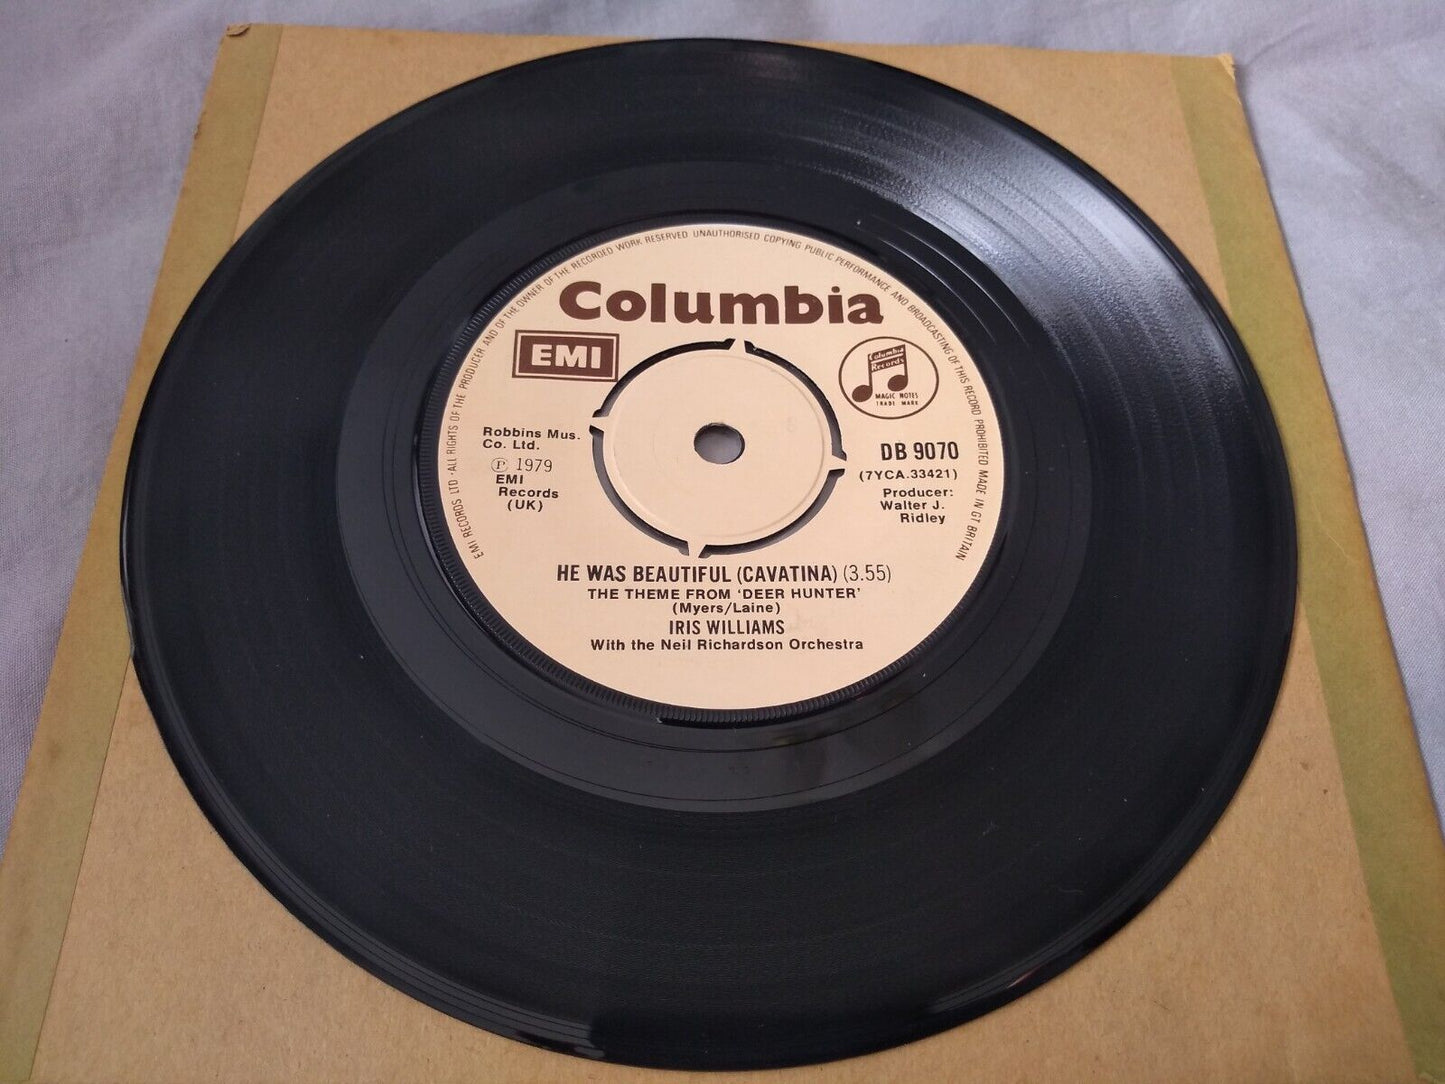 EMI RECORDS LTD · ALL RIGHTS OF THE PRODUCER AND OF THE OWNER OF THE RECORDED WORK RESERVED UNAUTHORISED COPYING PUBLIC PERFORMANCE AND BROADCASTING OF THIS RECORD PROHIBITED MADE IN GT BRITAIN
Columbia
EMI
Columbia
Records
MAGIC NOTES
TRADE MARK
Robbins Mus.
Co. Ltd.
℗ 1979
EMI
Records
(UK)
DB 9070
(7YCA.33421)
Producer:
Walter J.
Ridley
HE WAS BEAUTIFUL (CAVATINA) (3.55)
THE THEME FROM 'DEER HUNTER'
(Myers/Laine)
IRIS WILLIAMS
With the Neil Richardson Orchestra